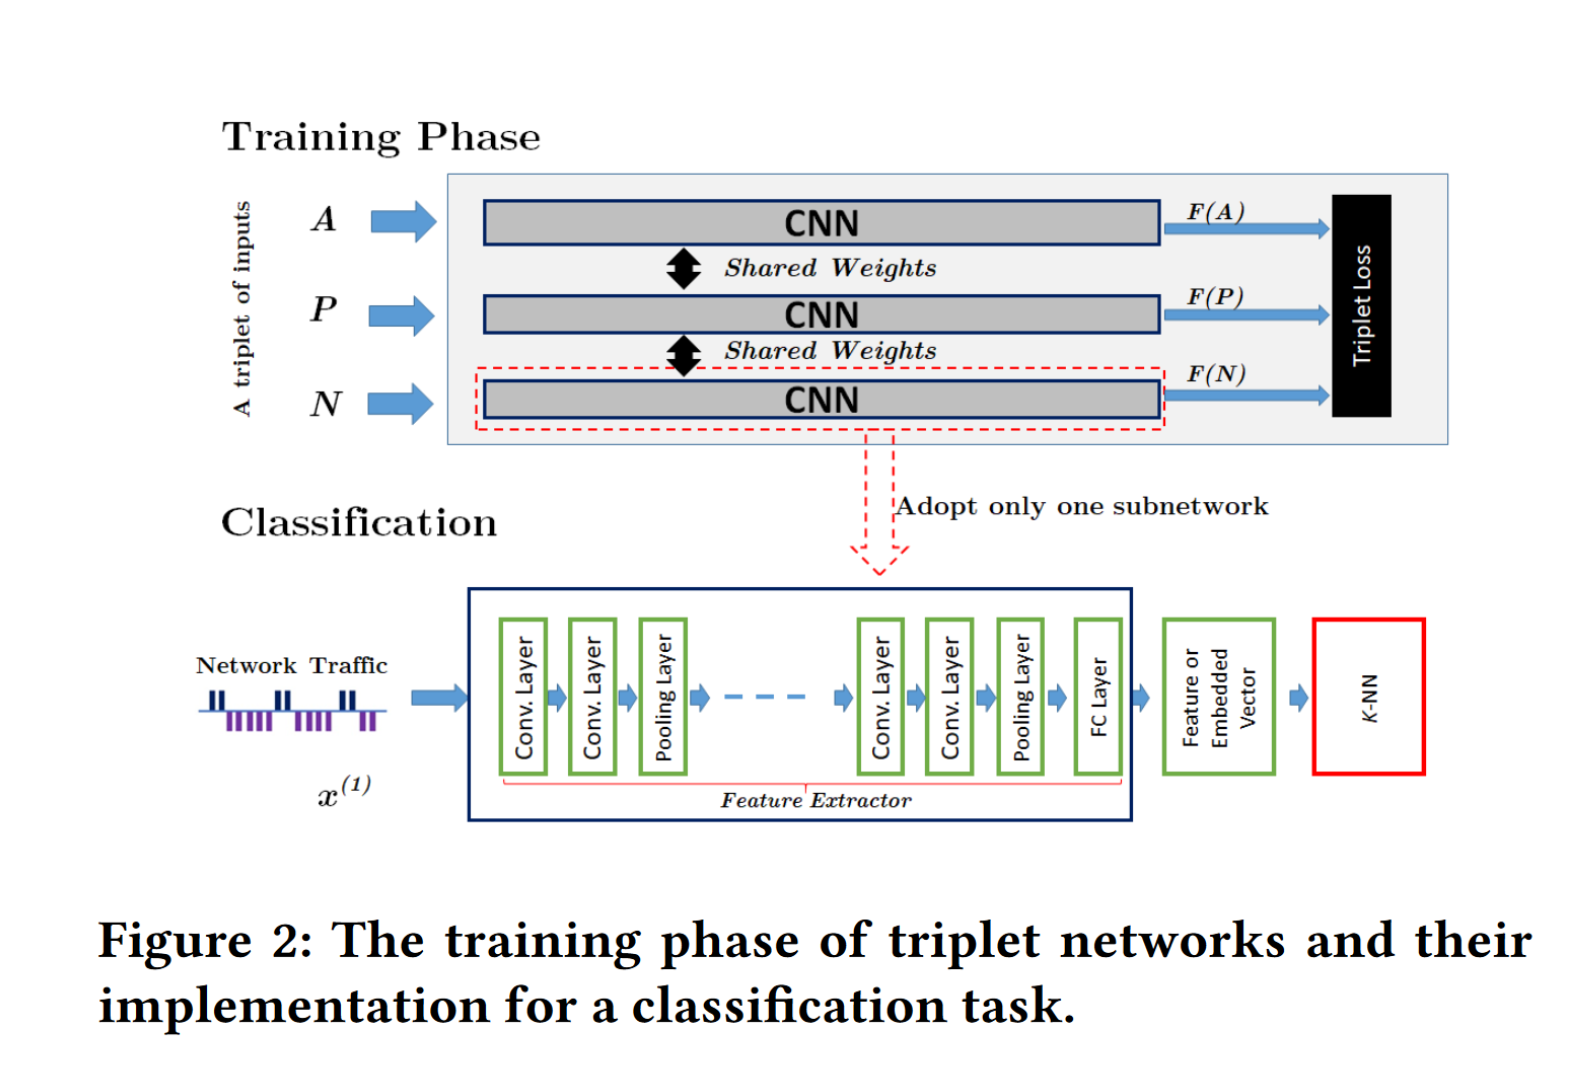 Training Phase
A triplet of inputs
A
CNN
F(A)
Shared Weights
P
CNN
F(P)
Shared Weights
N
CNN
F(N)
Triplet Loss
Adopt only one subnetwork
Classification
Network Traffic
x(1)
Conv. Layer
Conv. Layer
Pooling Layer
Conv. Layer
Conv. Layer
Pooling Layer
FC Layer
Feature Extractor
Feature or
Embedded
Vector
K-NN
Figure 2: The training phase of triplet networks and their
implementation for a classification task.